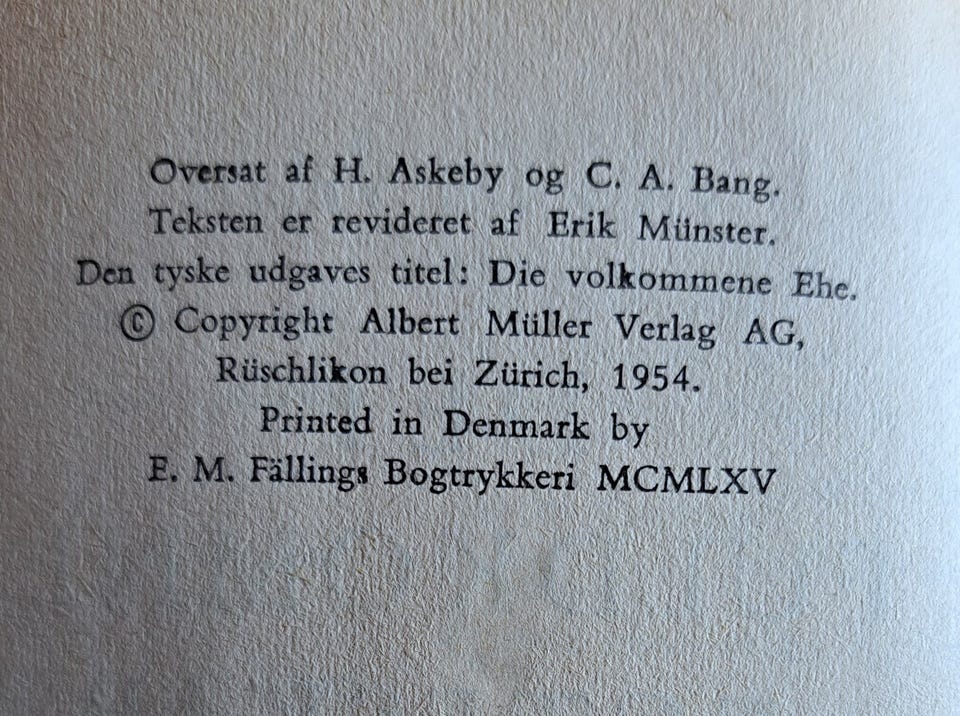 Oversat af H. Askeby og C. A. Bang.
Teksten er revideret af Erik Münster.
Den tyske udgaves titel: Die volkommene Ehe.
© Copyright Albert Müller Verlag AG,
Rüschlikon bei Zürich, 1954.
Printed in Denmark by
E. M. Fällings Bogtrykkeri MCMLXV